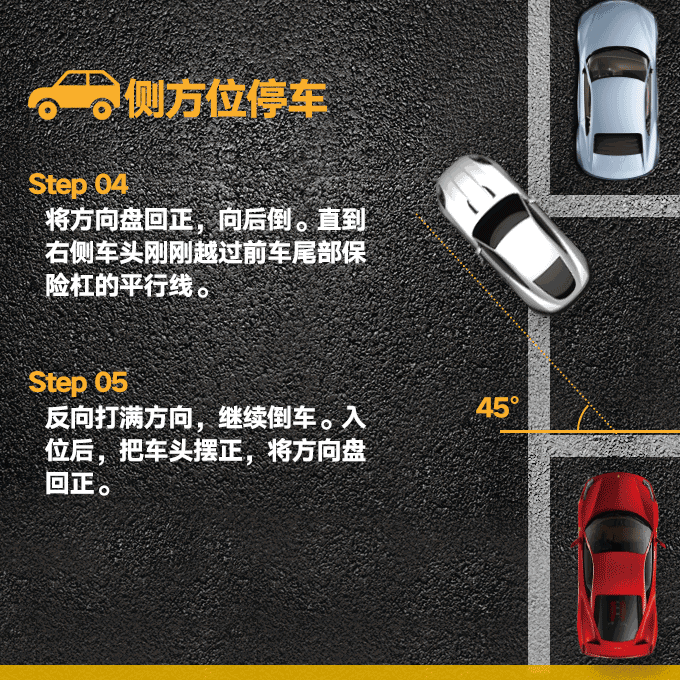 侧方位停车
Step 04
将方向盘回正，向后倒。直到
右侧车头刚刚越过前车尾部保
险杠的平行线。
Step 05
反向打满方向，继续倒车。入
位后，把车头摆正，将方向盘
回正。
45°